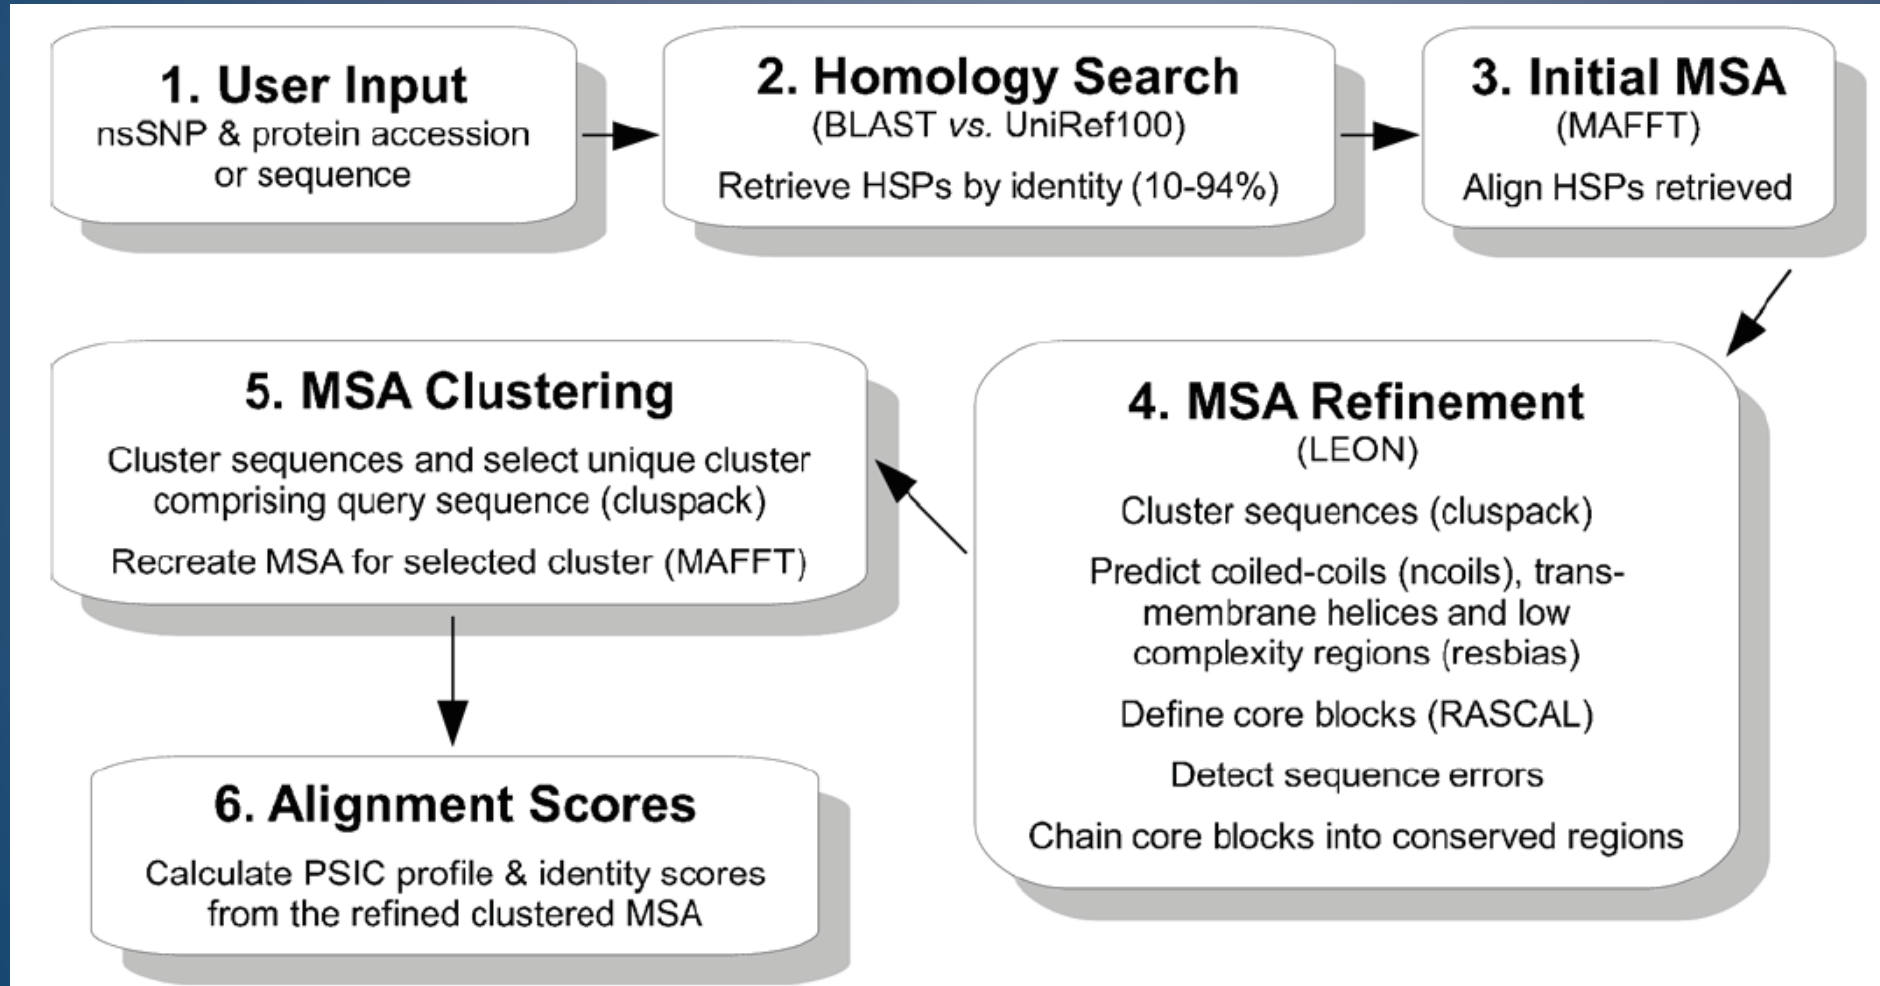 1. User Input
nsSNP & protein accession
or sequence
2. Homology Search
(BLAST vs. UniRef100)
Retrieve HSPs by identity (10-94%)
3. Initial MSA
(MAFFT)
Align HSPs retrieved
4. MSA Refinement
(LEON)
Cluster sequences (cluspack)
Predict coiled-coils (ncoils), trans-
membrane helices and low
complexity regions (resbias)
Define core blocks (RASCAL)
Detect sequence errors
Chain core blocks into conserved regions
5. MSA Clustering
Cluster sequences and select unique cluster
comprising query sequence (cluspack)
Recreate MSA for selected cluster (MAFFT)
6. Alignment Scores
Calculate PSIC profile & identity scores
from the refined clustered MSA